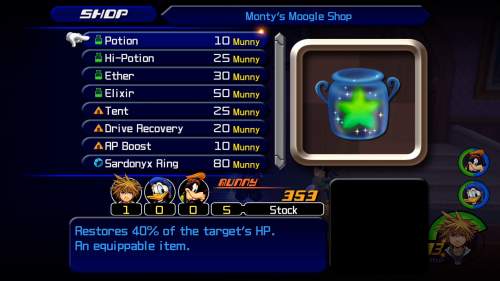 SHOP
Monty's Moogle Shop
Potion 10 Munny
Hi-Potion 25 Munny
Ether 30 Munny
Elixir 50 Munny
Tent 25 Munny
Drive Recovery 20 Munny
AP Boost 10 Munny
Sardonyx Ring 80 Munny
MUNNY 353
1 0 0 5 Stock
Restores 40% of the target's HP.
An equippable item.